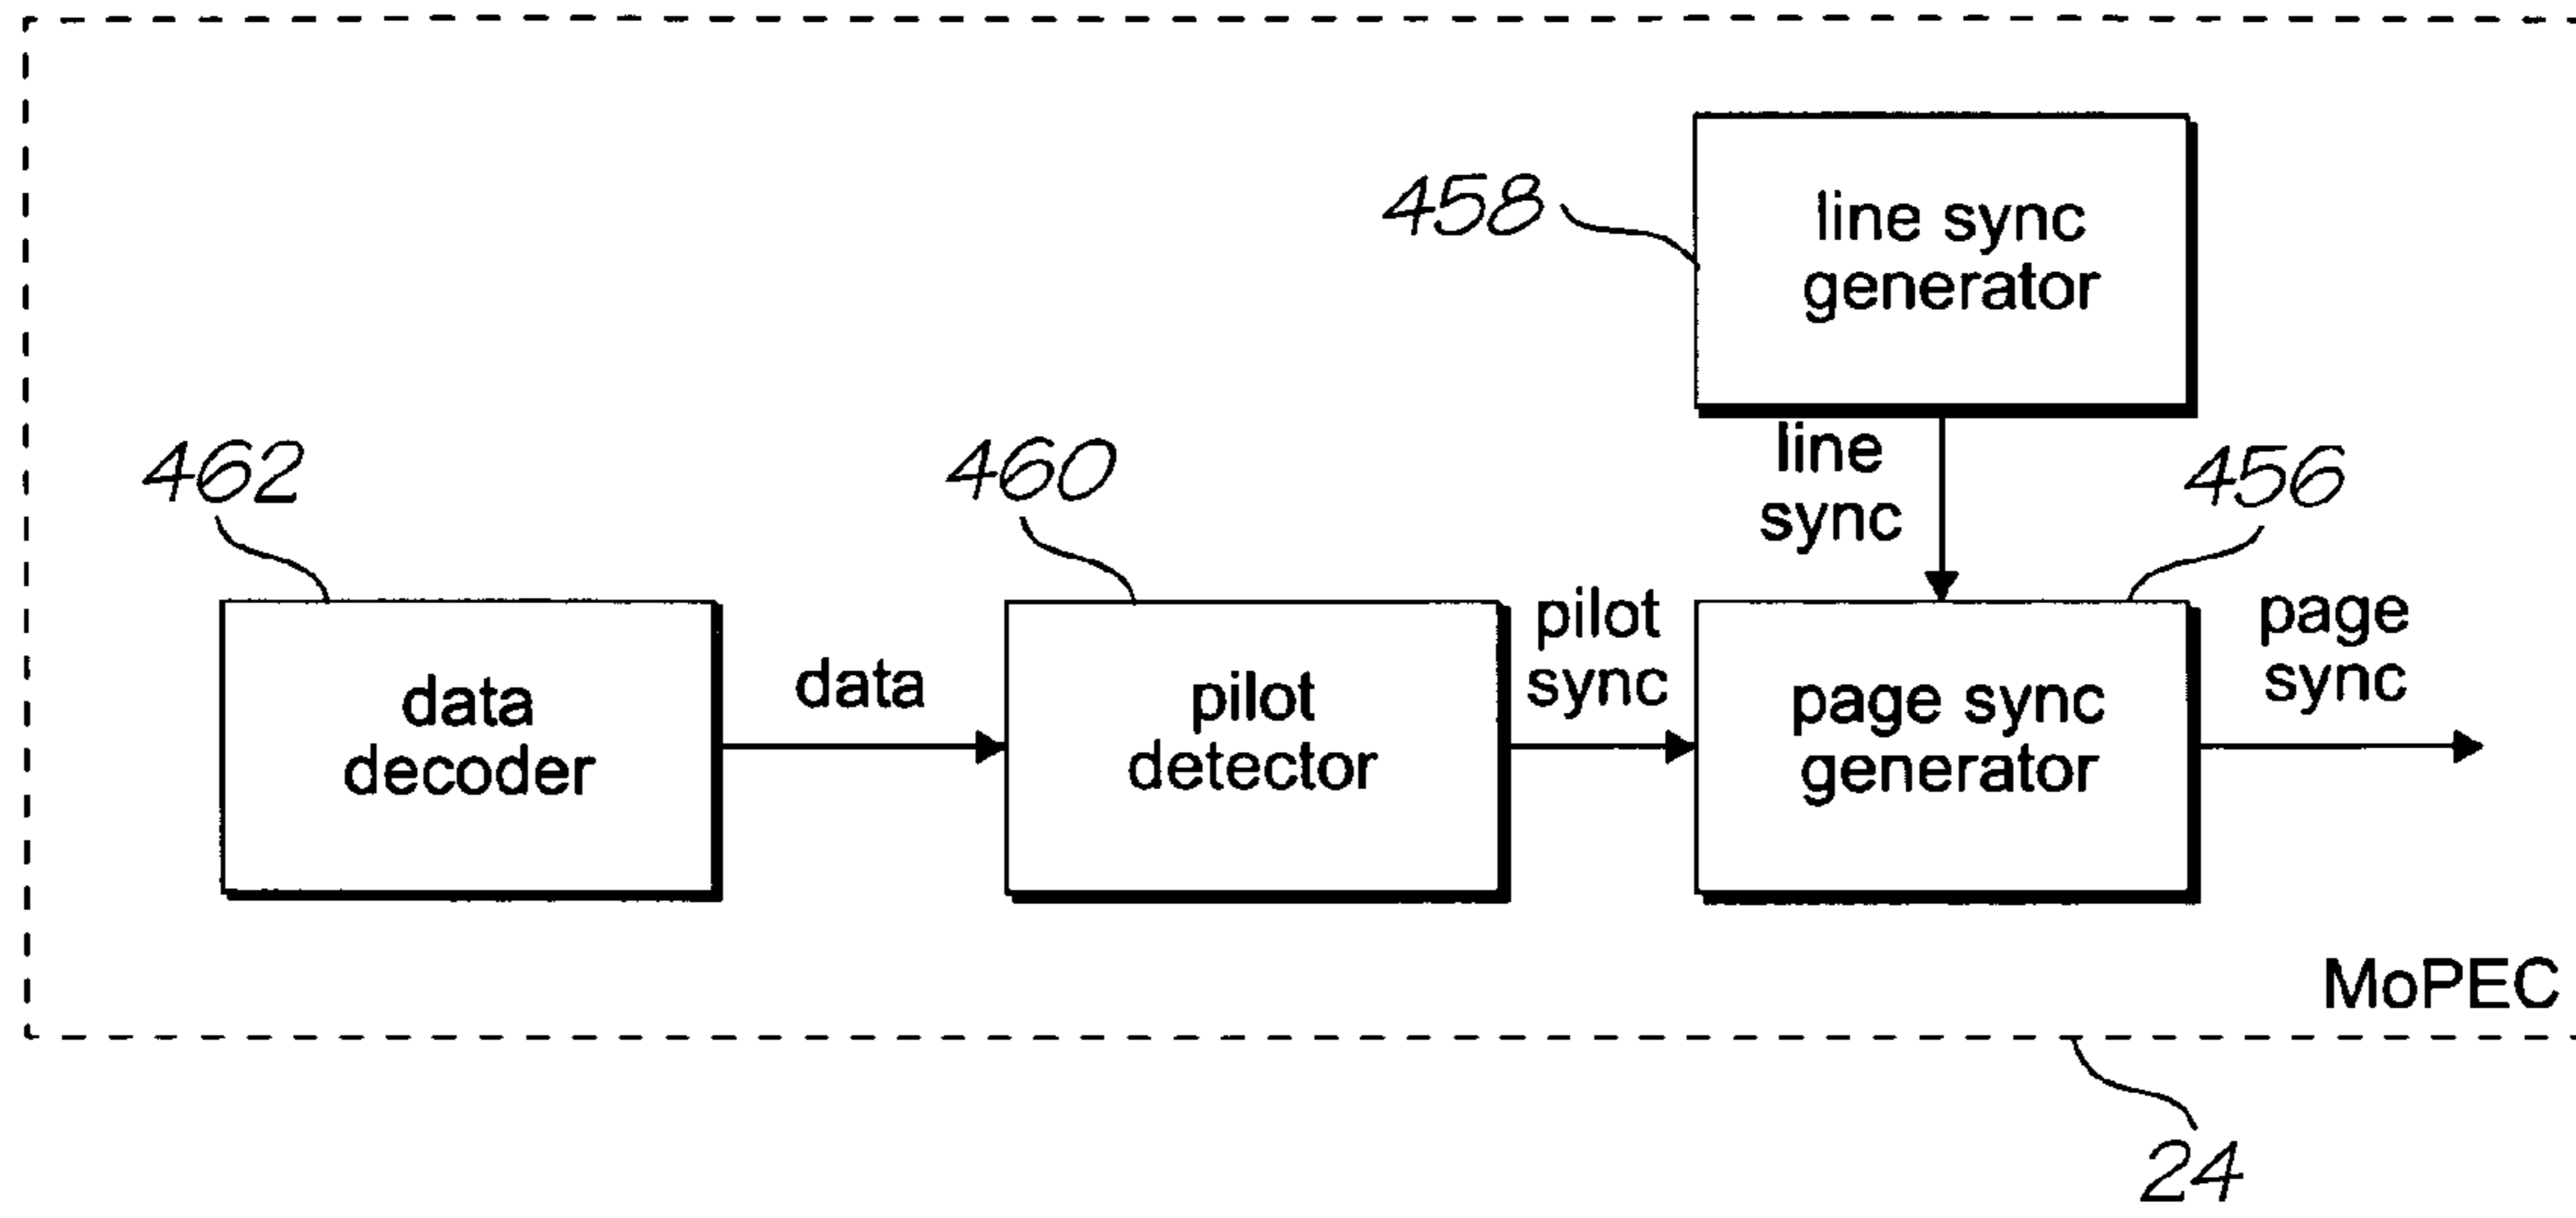 458
line sync
generator
line
sync
462
460
456
data
decoder
data
pilot
detector
pilot
sync
page sync
generator
page
sync
MoPEC
24